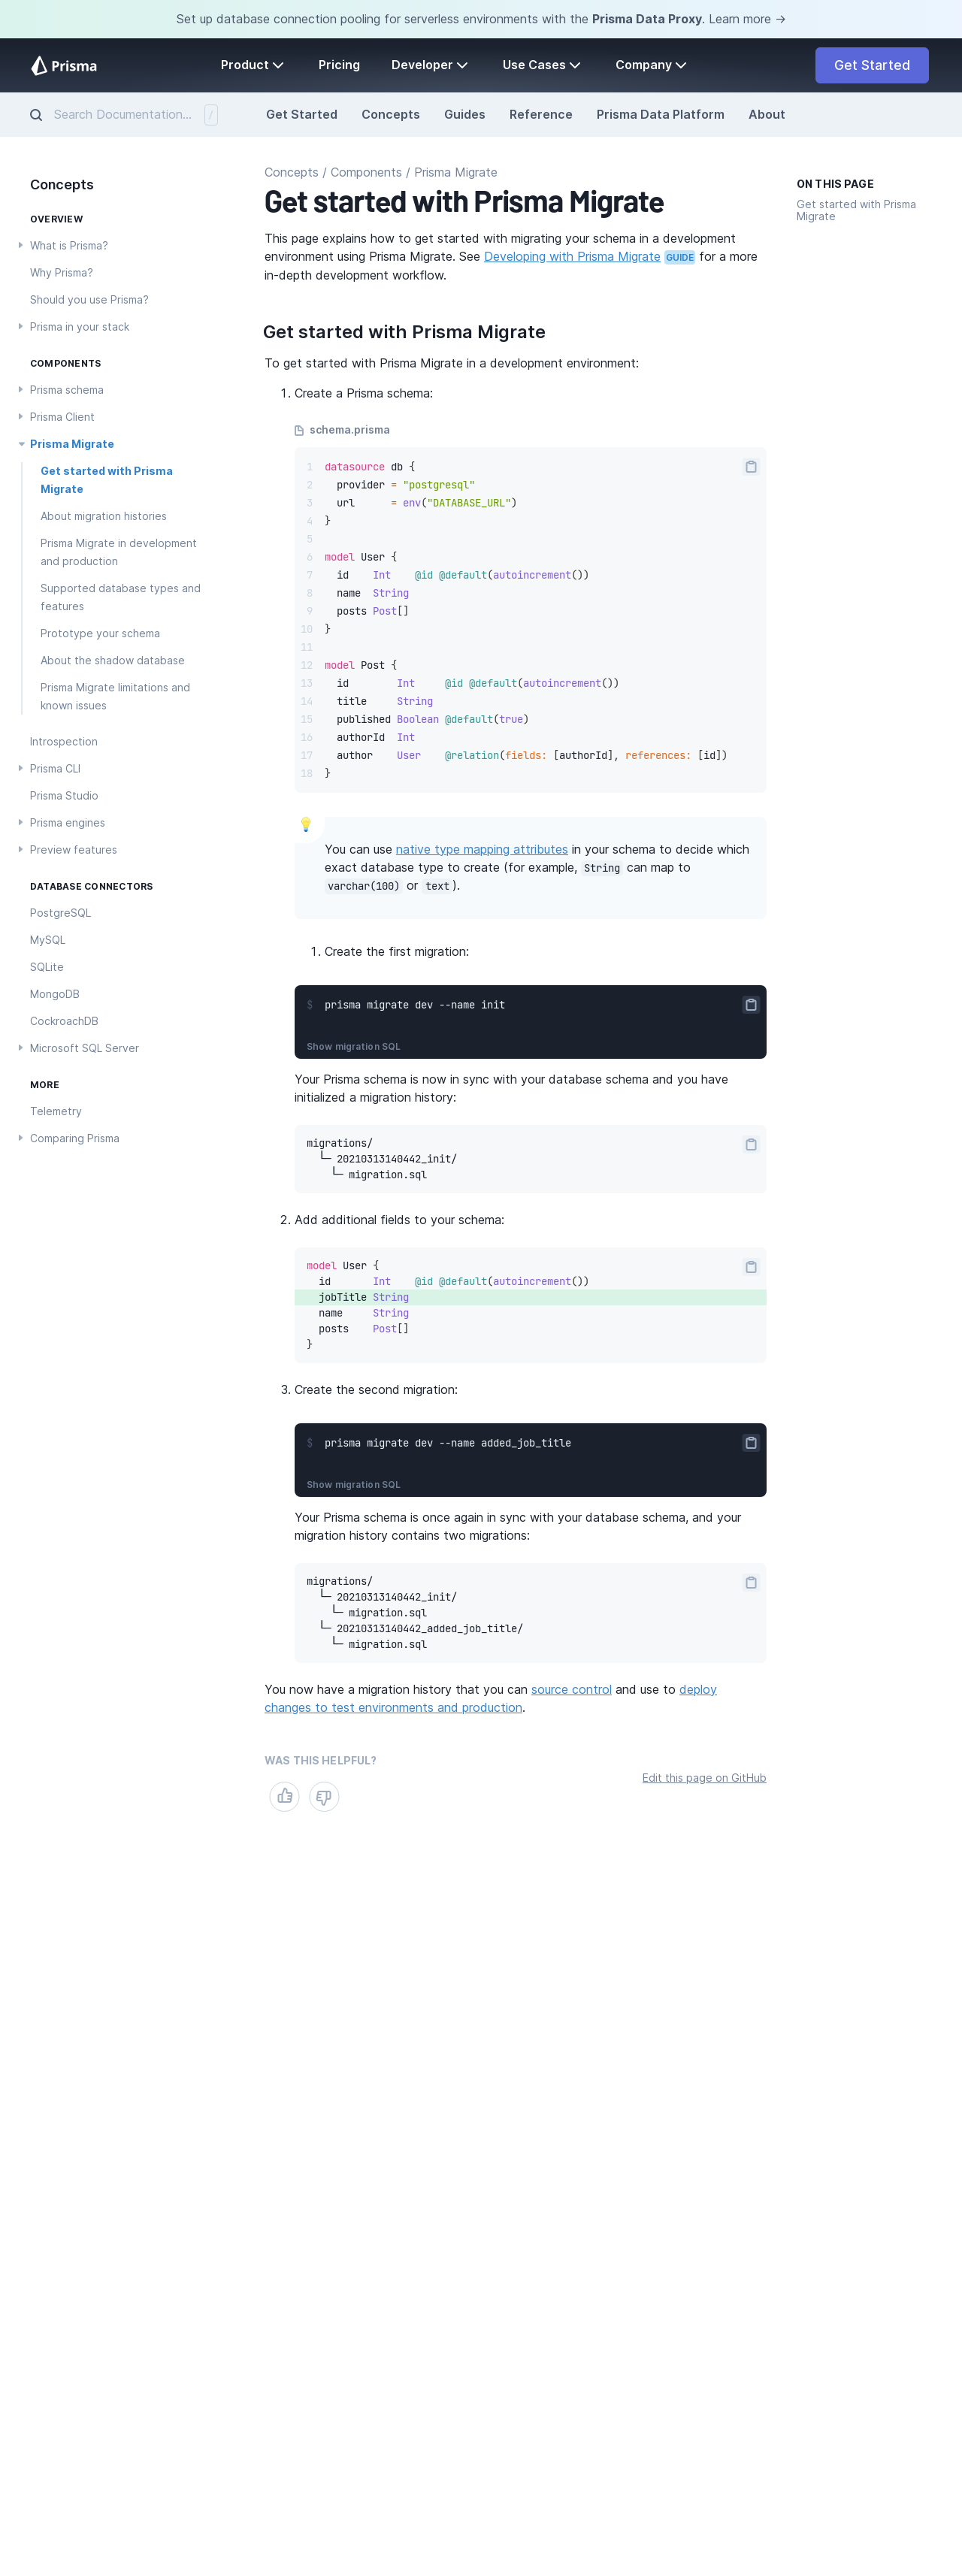 Set up database connection pooling for serverless environments with the Prisma Data Proxy. Learn more →
Prisma
Product
Pricing
Developer
Use Cases
Company
Get Started
Search Documentation... /
Get Started
Concepts
Guides
Reference
Prisma Data Platform
About
Concepts
OVERVIEW
What is Prisma?
Why Prisma?
Should you use Prisma?
Prisma in your stack
COMPONENTS
Prisma schema
Prisma Client
Prisma Migrate
Get started with Prisma
Migrate
About migration histories
Prisma Migrate in development
and production
Supported database types and
features
Prototype your schema
About the shadow database
Prisma Migrate limitations and
known issues
Introspection
Prisma CLI
Prisma Studio
Prisma engines
Preview features
DATABASE CONNECTORS
PostgreSQL
MySQL
SQLite
MongoDB
CockroachDB
Microsoft SQL Server
MORE
Telemetry
Comparing Prisma
Concepts / Components / Prisma Migrate
Get started with Prisma Migrate
This page explains how to get started with migrating your schema in a development
environment using Prisma Migrate. See Developing with Prisma Migrate GUIDE for a more
in-depth development workflow.
Get started with Prisma Migrate
To get started with Prisma Migrate in a development environment:
1. Create a Prisma schema:
schema.prisma
1 datasource db {
2   provider = "postgresql"
3   url      = env("DATABASE_URL")
4 }
5
6 model User {
7   id    Int    @id @default(autoincrement())
8   name  String
9   posts Post[]
10 }
11
12 model Post {
13   id        Int     @id @default(autoincrement())
14   title     String
15   published Boolean @default(true)
16   authorId  Int
17   author    User    @relation(fields: [authorId], references: [id])
18 }
You can use native type mapping attributes in your schema to decide which
exact database type to create (for example, String can map to
varchar(100) or text).
1. Create the first migration:
$ prisma migrate dev --name init
Show migration SQL
Your Prisma schema is now in sync with your database schema and you have
initialized a migration history:
migrations/
  └─ 20210313140442_init/
    └─ migration.sql
2. Add additional fields to your schema:
model User {
  id       Int    @id @default(autoincrement())
  jobTitle String
  name     String
  posts    Post[]
}
3. Create the second migration:
$ prisma migrate dev --name added_job_title
Show migration SQL
Your Prisma schema is once again in sync with your database schema, and your
migration history contains two migrations:
migrations/
  └─ 20210313140442_init/
    └─ migration.sql
  └─ 20210313140442_added_job_title/
    └─ migration.sql
You now have a migration history that you can source control and use to deploy
changes to test environments and production.
WAS THIS HELPFUL?
Edit this page on GitHub
ON THIS PAGE
Get started with Prisma
Migrate